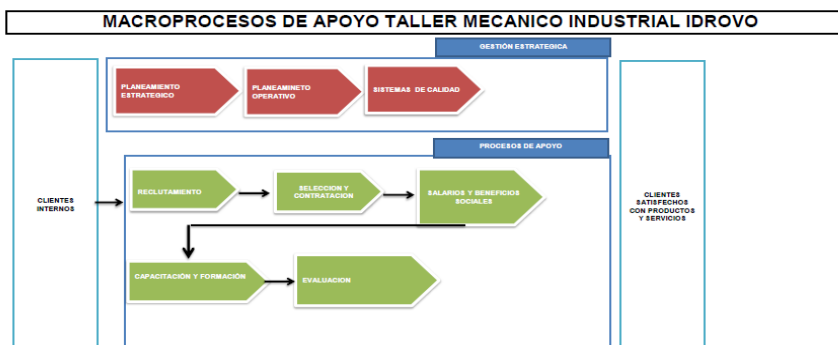 MACROPROCESOS DE APOYO TALLER MECANICO INDUSTRIAL IDROVO
GESTIÓN ESTRATEGICA
PLANEAMIENTO
ESTRATEGICO
PLANEAMINETO
OPERATIVO
SISTEMAS DE CALIDAD
PROCESOS DE APOYO
CLIENTES
INTERNOS
RECLUTAMIENTO
SELECCION Y
CONTRATACION
SALARIOS Y BENEFICIOS
SOCIALES
CLIENTES
SATISFECHOS
CON PRODUCTOS
Y SERVICIOS
CAPACITACIÓN Y FORMACIÓN
EVALUACION